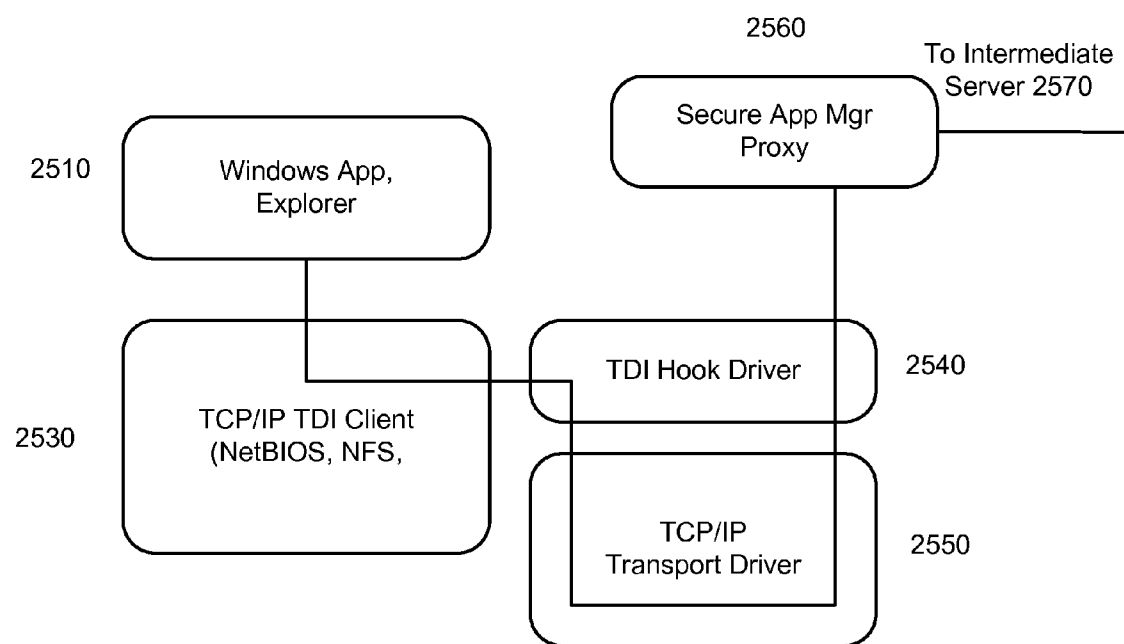 2560
To Intermediate
Server 2570
Secure App Mgr
Proxy
2510
Windows App,
Explorer
TDI Hook Driver
2540
2530
TCP/IP TDI Client
(NetBIOS, NFS,
TCP/IP
Transport Driver
2550